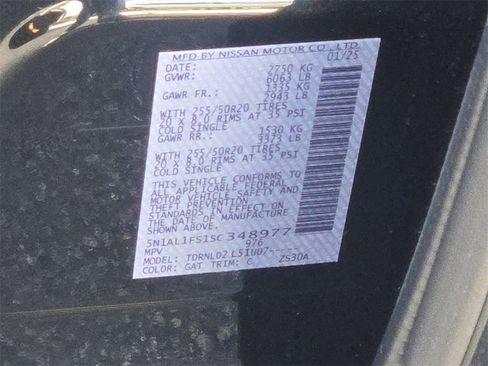 MFD BY NISSAN MOTOR CO., LTD.
DATE: 01/25
GVWR: 2750 KG
6063 LB
GAWR FR.: 1335 KG
2943 LB
WITH 255/50R20 TIRES
20 X 8.0 RIMS AT 35 PSI
COLD SINGLE
GAWR RR.: 1530 KG
3373 LB
WITH 255/50R20 TIRES
20 X 8.0 RIMS AT 35 PSI
COLD SINGLE
THIS VEHICLE CONFORMS TO
ALL APPLICABLE FEDERAL
MOTOR VEHICLE SAFETY AND
THEFT PREVENTION
STANDARDS IN EFFECT ON
THE DATE OF MANUFACTURE
SHOWN ABOVE.
5N1AL1FS1SC348977
MPV 976
MODEL: TDRNLD2 L51UU7-----
COLOR: GAT TRIM: C ZS30A